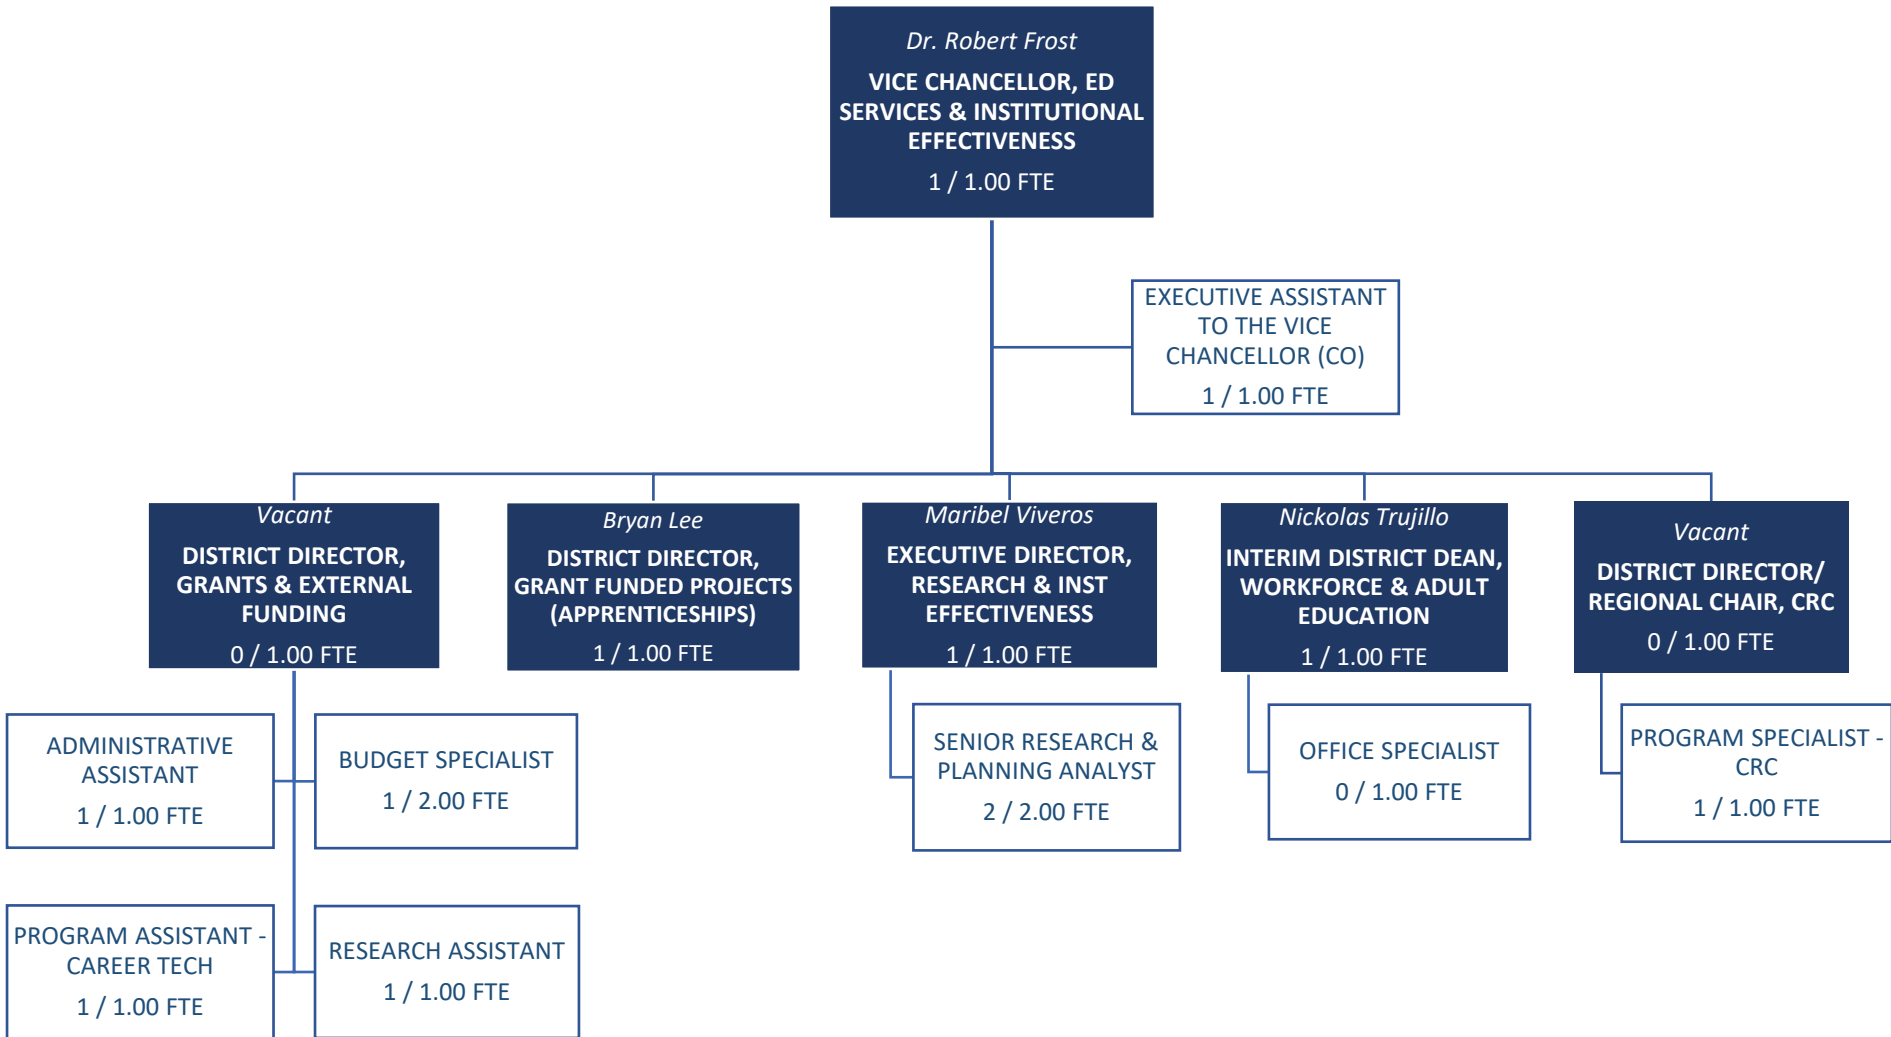 Dr. Robert Frost
VICE CHANCELLOR, ED
SERVICES & INSTITUTIONAL
EFFECTIVENESS
1 / 1.00 FTE
EXECUTIVE ASSISTANT
TO THE VICE
CHANCELLOR (CO)
1 / 1.00 FTE
Vacant
DISTRICT DIRECTOR,
GRANTS & EXTERNAL
FUNDING
0 / 1.00 FTE
Bryan Lee
DISTRICT DIRECTOR,
GRANT FUNDED PROJECTS
(APPRENTICESHIPS)
1 / 1.00 FTE
Maribel Viveros
EXECUTIVE DIRECTOR,
RESEARCH & INST
EFFECTIVENESS
1 / 1.00 FTE
Nickolas Trujillo
INTERIM DISTRICT DEAN,
WORKFORCE & ADULT
EDUCATION
1 / 1.00 FTE
Vacant
DISTRICT DIRECTOR/
REGIONAL CHAIR, CRC
0 / 1.00 FTE
ADMINISTRATIVE
ASSISTANT
1 / 1.00 FTE
BUDGET SPECIALIST
1 / 2.00 FTE
SENIOR RESEARCH &
PLANNING ANALYST
2 / 2.00 FTE
OFFICE SPECIALIST
0 / 1.00 FTE
PROGRAM SPECIALIST -
CRC
1 / 1.00 FTE
PROGRAM ASSISTANT -
CAREER TECH
1 / 1.00 FTE
RESEARCH ASSISTANT
1 / 1.00 FTE